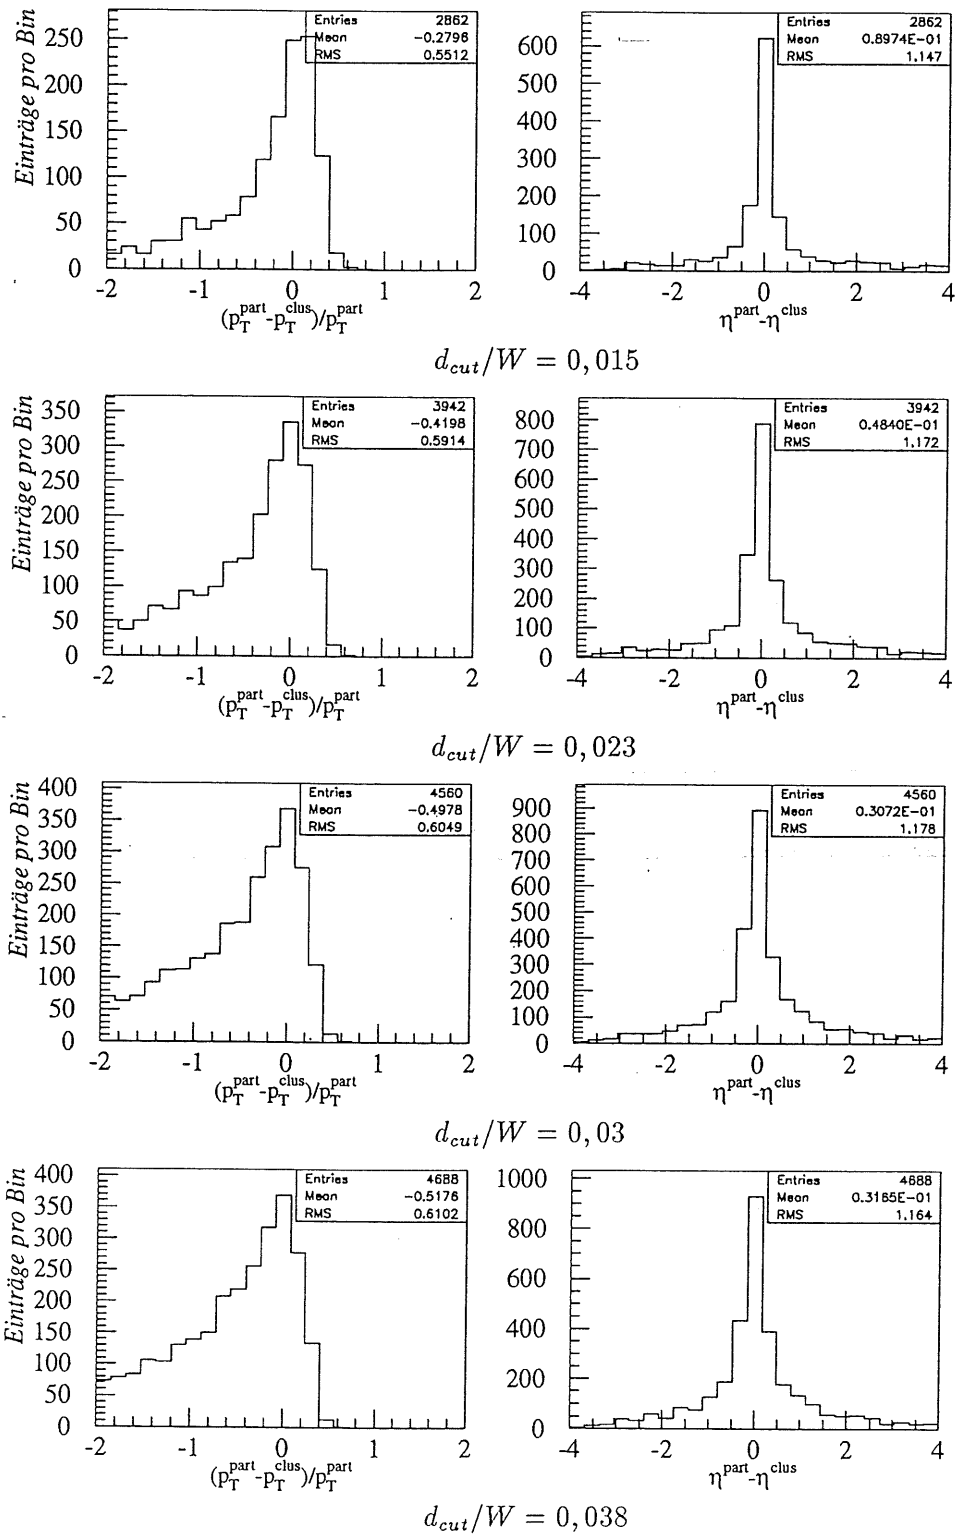 Einträge pro Bin
Entries 2862
Mean -0.2796
RMS 0.5512
250
200
150
100
50
0
-2 -1 0 1 2
(p_T^part-p_T^clus)/p_T^part
Entries 2862
Mean 0.8974E-01
RMS 1.147
600
500
400
300
200
100
0
-4 -2 0 2 4
η^part-η^clus
d_cut/W = 0,015
Einträge pro Bin
Entries 3942
Mean -0.4198
RMS 0.5914
350
300
250
200
150
100
50
0
-2 -1 0 1 2
(p_T^part-p_T^clus)/p_T^part
Entries 3942
Mean 0.4840E-01
RMS 1.172
800
700
600
500
400
300
200
100
0
-4 -2 0 2 4
η^part-η^clus
d_cut/W = 0,023
Einträge pro Bin
Entries 4560
Mean -0.4978
RMS 0.6049
400
350
300
250
200
150
100
50
0
-2 -1 0 1 2
(p_T^part-p_T^clus)/p_T^part
Entries 4560
Mean 0.3072E-01
RMS 1.178
900
800
700
600
500
400
300
200
100
0
-4 -2 0 2 4
η^part-η^clus
d_cut/W = 0,03
Einträge pro Bin
Entries 4688
Mean -0.5176
RMS 0.6102
400
350
300
250
200
150
100
50
0
-2 -1 0 1 2
(p_T^part-p_T^clus)/p_T^part
Entries 4688
Mean 0.3165E-01
RMS 1.164
1000
800
600
400
200
0
-4 -2 0 2 4
η^part-η^clus
d_cut/W = 0,038